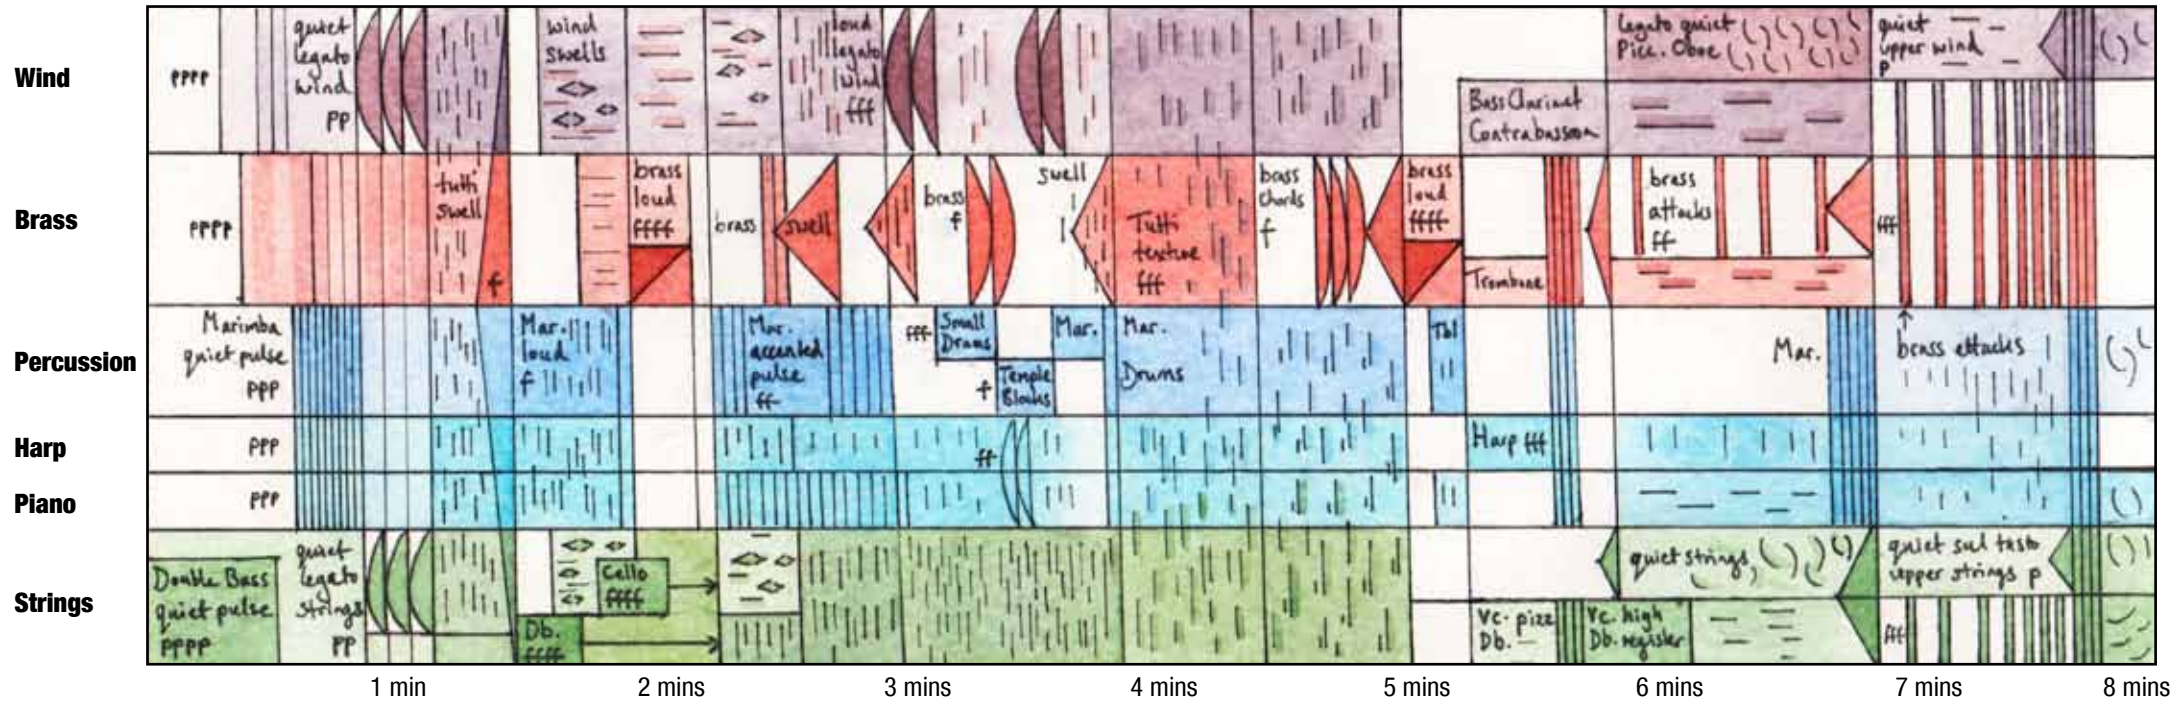 Wind
pppp
quiet
legato
wind
pp
wind
swells
loud
legato
wind
fff
legato quiet
Picc. Oboe
quiet
upper wind
p
Bass Clarinet
Contrabassoon
Brass
pppp
tutti
swell
f
brass
loud
ffff
brass
swell
brass
f
swell
Tutti
texture
fff
bass
chords
f
brass
loud
ffff
Trombone
brass
attacks
ff
fff
Percussion
Marimba
quiet pulse
ppp
Mar.
loud
f
Mar.
accented
pulse
ff
fff
Small
Drums
f
Temple
Blocks
Mar.
Mar.
Drums
Tbl
Mar.
brass attacks
Harp
ppp
ff
Harp fff
Piano
ppp
Strings
Double Bass
quiet pulse
pppp
quiet
legato
strings
pp
Cello
ffff
Db.
ffff
quiet strings
quiet sul tasto
upper strings p
Vc. pizz
Db.
Vc. high
Db. register
fff
1 min
2 mins
3 mins
4 mins
5 mins
6 mins
7 mins
8 mins